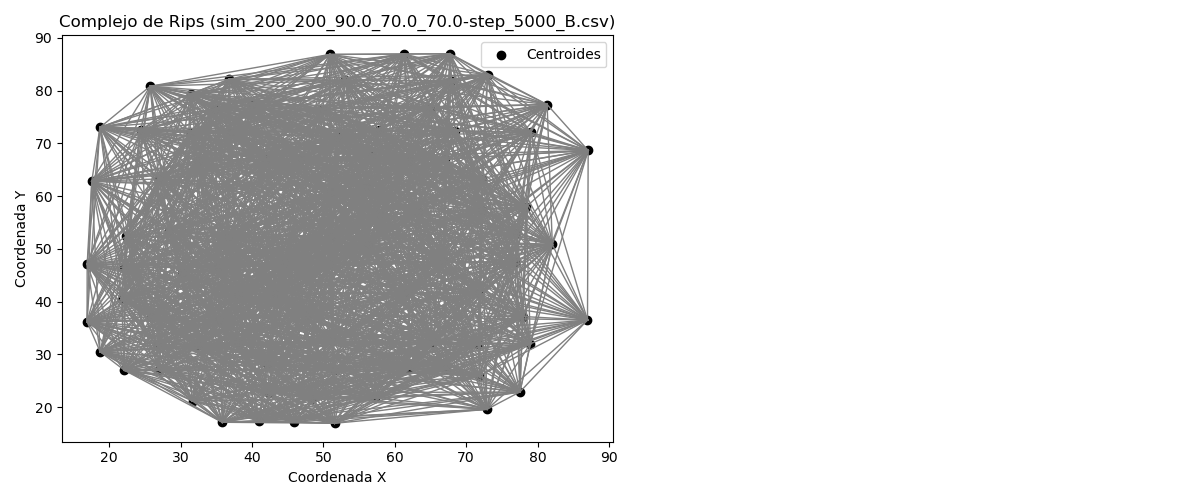 Complejo de Rips (sim_200_200_90.0_70.0_70.0-step_5000_B.csv)
Centroides
Coordenada Y
90
80
70
60
50
40
30
20
20 30 40 50 60 70 80 90
Coordenada X